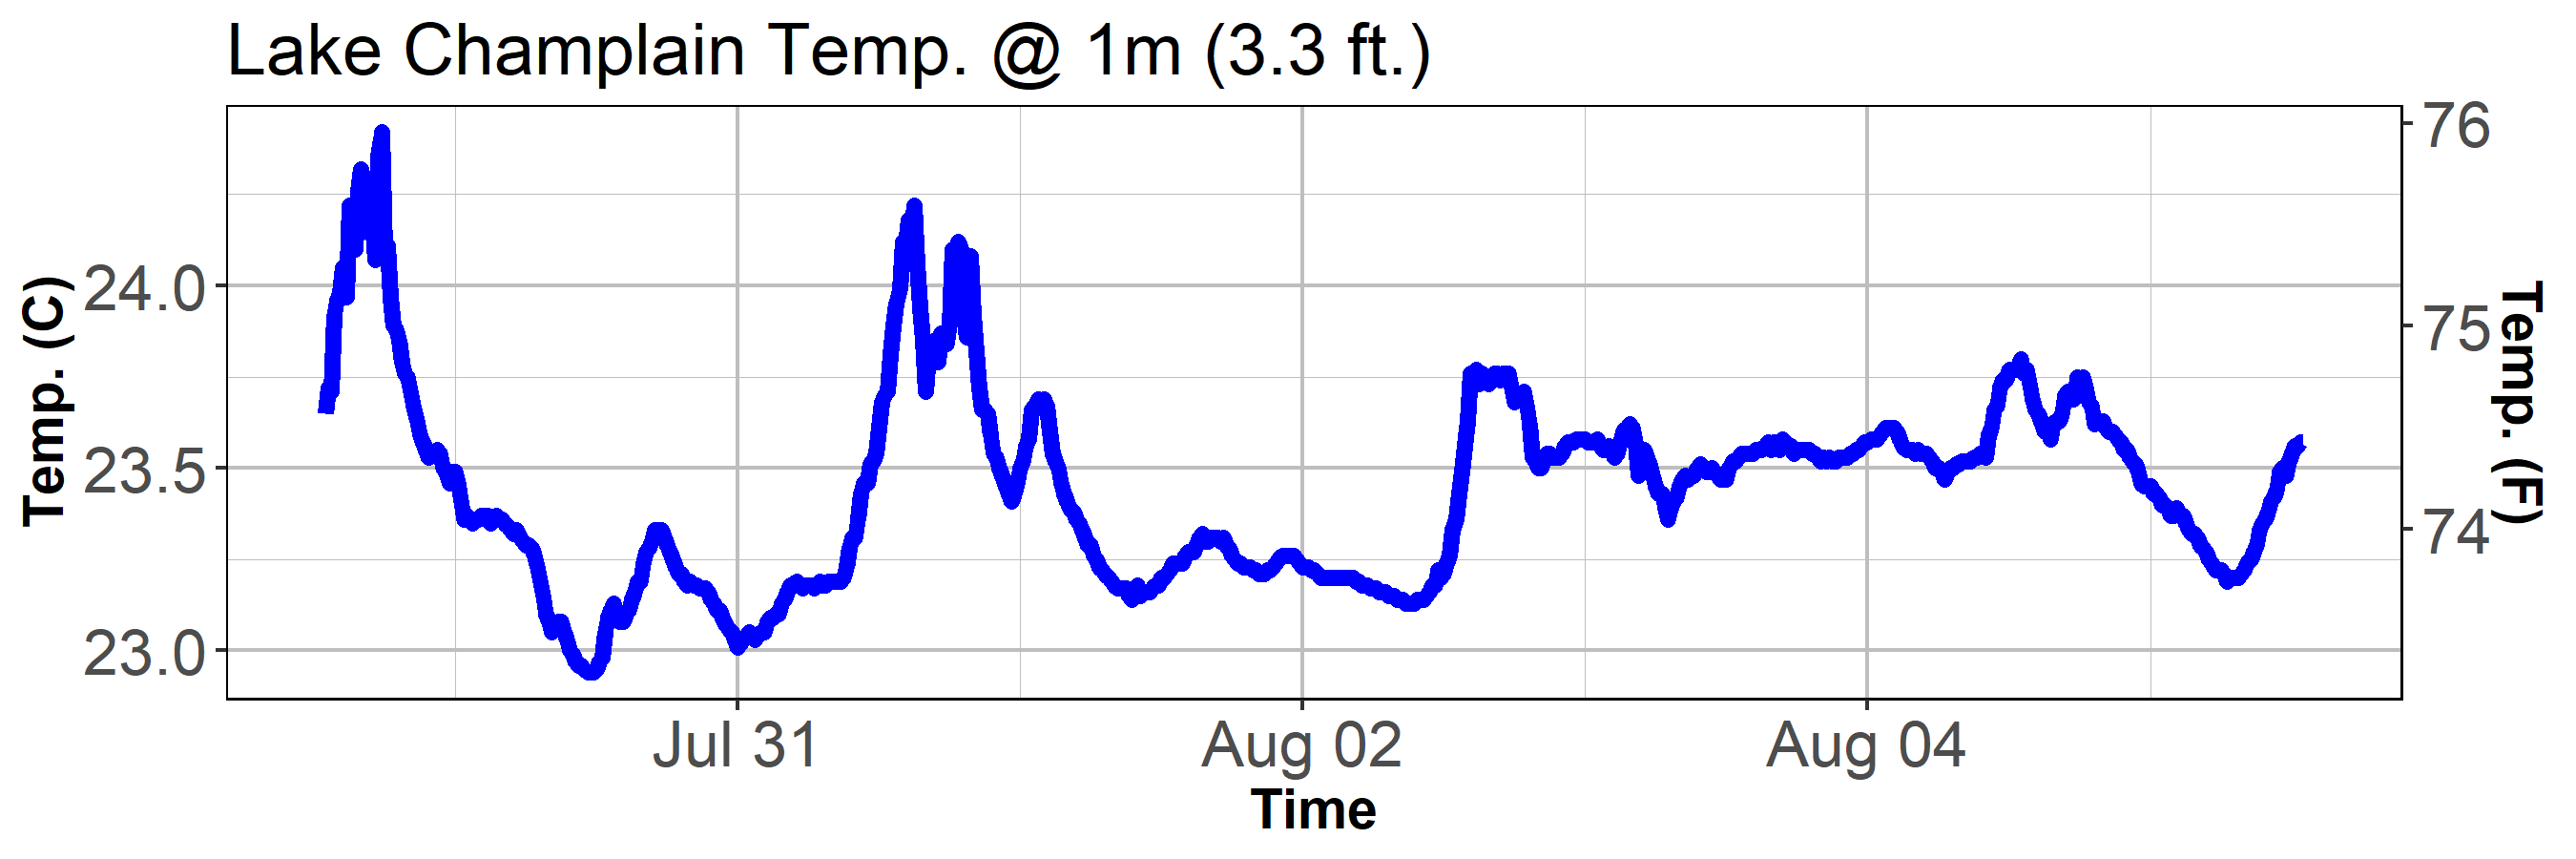 Lake Champlain Temp. @ 1m (3.3 ft.)
Temp. (C)
24.0
23.5
23.0
76
75
74
Temp. (F)
Jul 31
Aug 02
Aug 04
Time